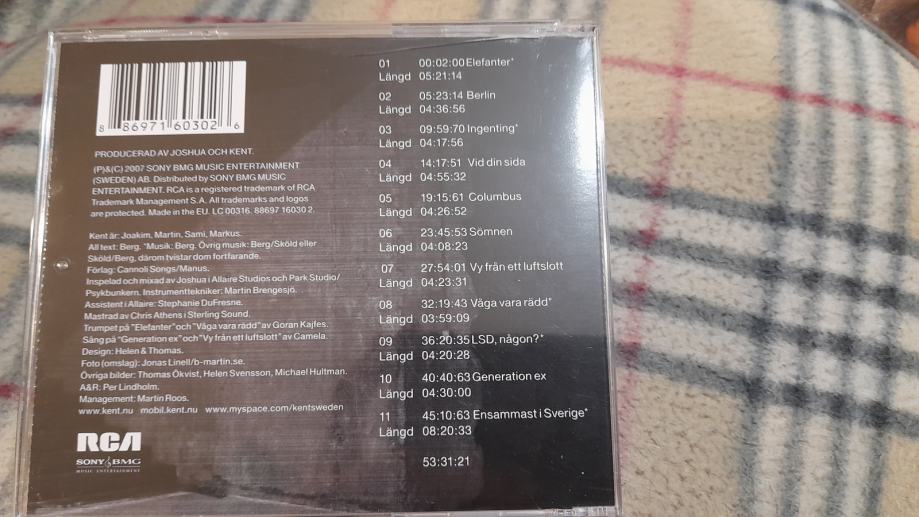 8 86971 60302 6
PRODUCERAD AV JOSHUA OCH KENT.
(P)&(C) 2007 SONY BMG MUSIC ENTERTAINMENT
(SWEDEN) AB. Distributed by SONY BMG MUSIC
ENTERTAINMENT. RCA is a registered trademark of RCA
Trademark Management S.A. All trademarks and logos
are protected. Made in the EU. LC 00316. 88697 16030 2.
Kent är: Joakim, Martin, Sami, Markus.
All text: Berg. *Musik: Berg. Övrig musik: Berg/Sköld eller
Sköld/Berg, därom tvistar dom fortfarande.
Förlag: Cannoli Songs/Manus.
Inspelad och mixad av Joshua i Allaire Studios och Park Studio/
Psykbunkern. Instrumenttekniker: Martin Brengesjö.
Assistent i Allaire: Stephanie DuFresne.
Mastrad av Chris Athens i Sterling Sound.
Trumpet på "Elefanter" och "Våga vara rädd" av Goran Kajfes.
Sång på "Generation ex" och "Vy från ett luftslott" av Camela.
Design: Helen & Thomas.
Foto (omslag): Jonas Linell/b-martin.se.
Övriga bilder: Thomas Ökvist, Helen Svensson, Michael Hultman.
A&R: Per Lindholm.
Management: Martin Roos.
www.kent.nu mobil.kent.nu www.myspace.com/kentsweden
RCA
SONY BMG
MUSIC ENTERTAINMENT
01 00:02:00 Elefanter*
Längd 05:21:14
02 05:23:14 Berlin
Längd 04:36:56
03 09:59:70 Ingenting*
Längd 04:17:56
04 14:17:51 Vid din sida
Längd 04:55:32
05 19:15:61 Columbus
Längd 04:26:52
06 23:45:53 Sömnen
Längd 04:08:23
07 27:54:01 Vy från ett luftslott
Längd 04:23:31
08 32:19:43 Våga vara rädd*
Längd 03:59:09
09 36:20:35 LSD, någon?*
Längd 04:20:28
10 40:40:63 Generation ex
Längd 04:30:00
11 45:10:63 Ensammast i Sverige*
Längd 08:20:33
53:31:21